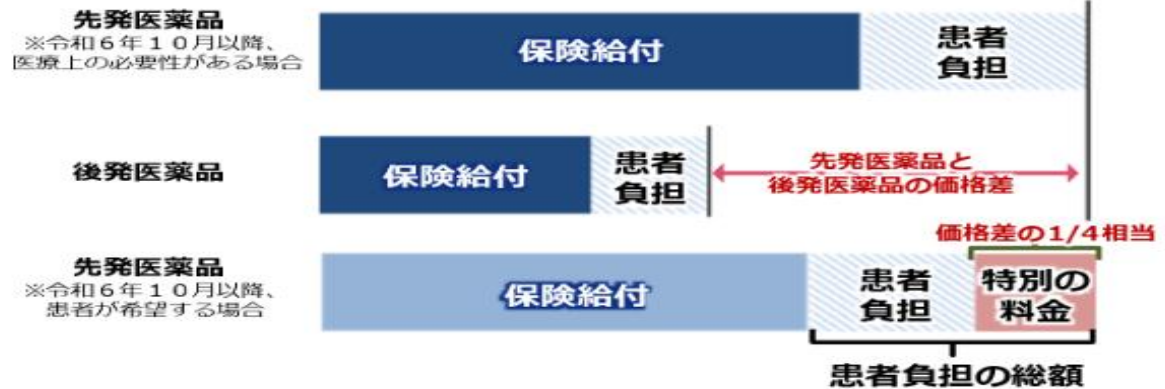 先発医薬品
※令和6年10月以降、
医療上の必要性がある場合
保険給付
患者
負担
後発医薬品
保険給付
患者
負担
先発医薬品と
後発医薬品の価格差
価格差の1/4相当
先発医薬品
※令和6年10月以降、
患者が希望する場合
保険給付
患者
負担
特別の
料金
患者負担の総額